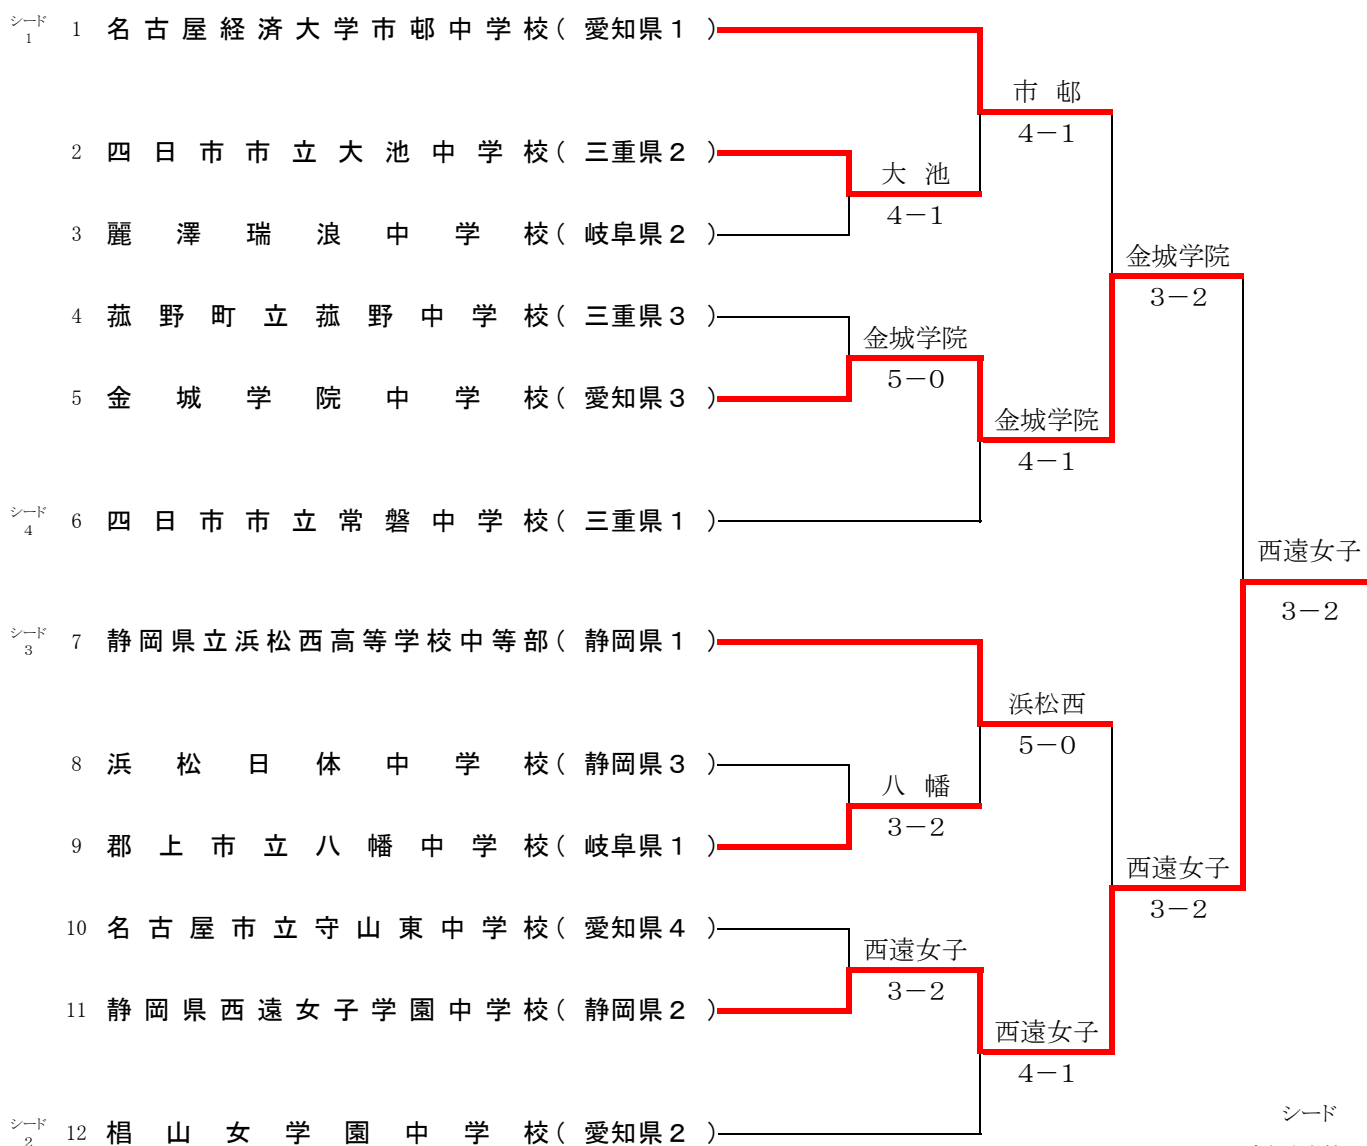 シード
1
1 名古屋経済大学市邨中学校( 愛知県1 )
市 邨
4-1
2 四日市市立大池中学校( 三重県2 )
大 池
4-1
3 麗澤瑞浪中学校( 岐阜県2 )
金城学院
3-2
4 菰野町立菰野中学校( 三重県3 )
金城学院
5-0
5 金城学院中学校( 愛知県3 )
金城学院
4-1
シード
4
6 四日市市立常磐中学校( 三重県1 )
西遠女子
3-2
シード
3
7 静岡県立浜松西高等学校中等部( 静岡県1 )
浜松西
5-0
8 浜松日体中学校( 静岡県3 )
八 幡
3-2
9 郡上市立八幡中学校( 岐阜県1 )
西遠女子
3-2
10 名古屋市立守山東中学校( 愛知県4 )
西遠女子
3-2
11 静岡県西遠女子学園中学校( 静岡県2 )
西遠女子
4-1
シード
シード
2
12 椙山女学園中学校( 愛知県2 )